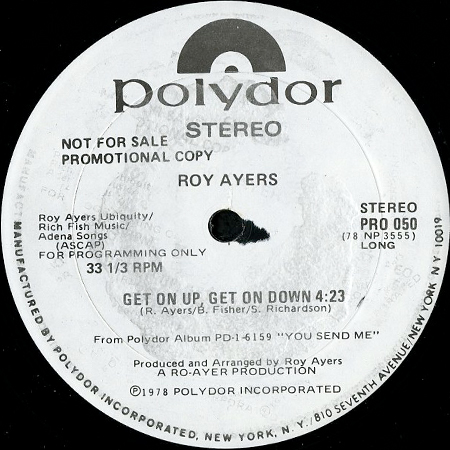 polydor
STEREO
NOT FOR SALE
PROMOTIONAL COPY
ROY AYERS
Roy Ayers Ubiquity/
Rich Fish Music/
Adena Songs
(ASCAP)
FOR PROGRAMMING ONLY
33 1/3 RPM
STEREO
PRO 050
(78 NP 3555)
LONG
GET ON UP, GET ON DOWN 4:23
(R. Ayers/B. Fisher/S. Richardson)
From Polydor Album PD-1-6159 "YOU SEND ME"
Produced and Arranged by Roy Ayers
A RO-AYER PRODUCTION
Ⓟ1978 POLYDOR INCORPORATED
MANUFACTURED BY POLYDOR INCORPORATED, NEW YORK, N. Y./810 SEVENTH AVENUE/NEW YORK, N.Y. 10019